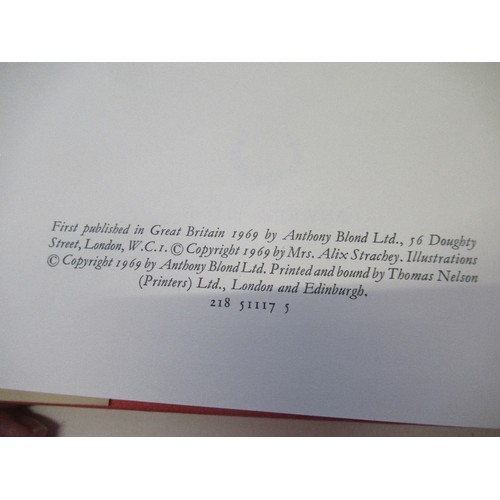 First published in Great Britain 1969 by Anthony Blond Ltd., 56 Doughty
Street, London, W.C.1. © Copyright 1969 by Mrs. Alix Strachey. Illustrations
© Copyright 1969 by Anthony Blond Ltd. Printed and bound by Thomas Nelson
(Printers) Ltd., London and Edinburgh.
218 51117 5